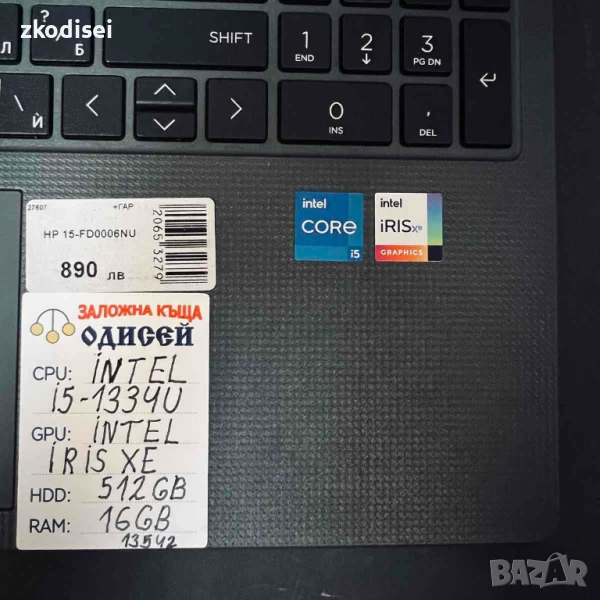 zkodisei
? SHIFT 1 2 3
Л Б END ↓ PG DN
\ < > 0 . ↵
Й INS DEL
27607 +ГАР
HP 15-FD0006NU
890 лв
2065 3279
intel
CORE
i5
intel
iRISxe
GRAPHICS
ЗАЛОЖНА КЪЩА
ОДИСЕЙ
CPU: iNTEL
i5-1334U
GPU: iNTEL
iRiS XE
HDD: 512GB
RAM: 16GB
13542
BAZAR